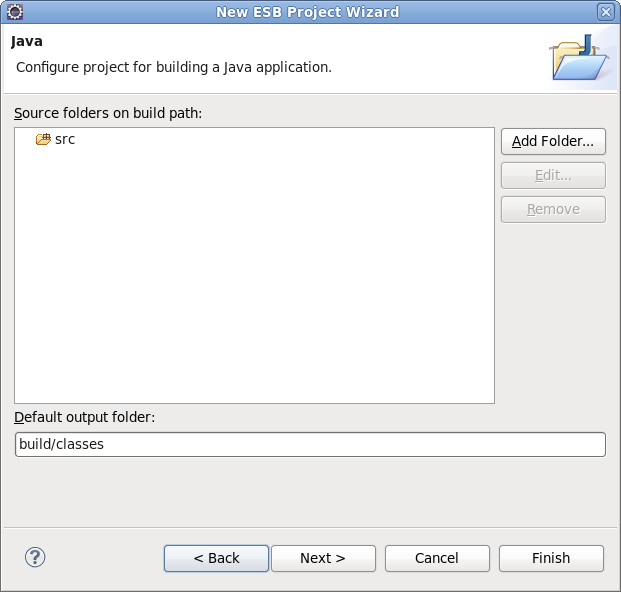 New ESB Project Wizard
Java
Configure project for building a Java application.
Source folders on build path:
src
Add Folder...
Edit...
Remove
Default output folder:
build/classes
?
< Back
Next >
Cancel
Finish